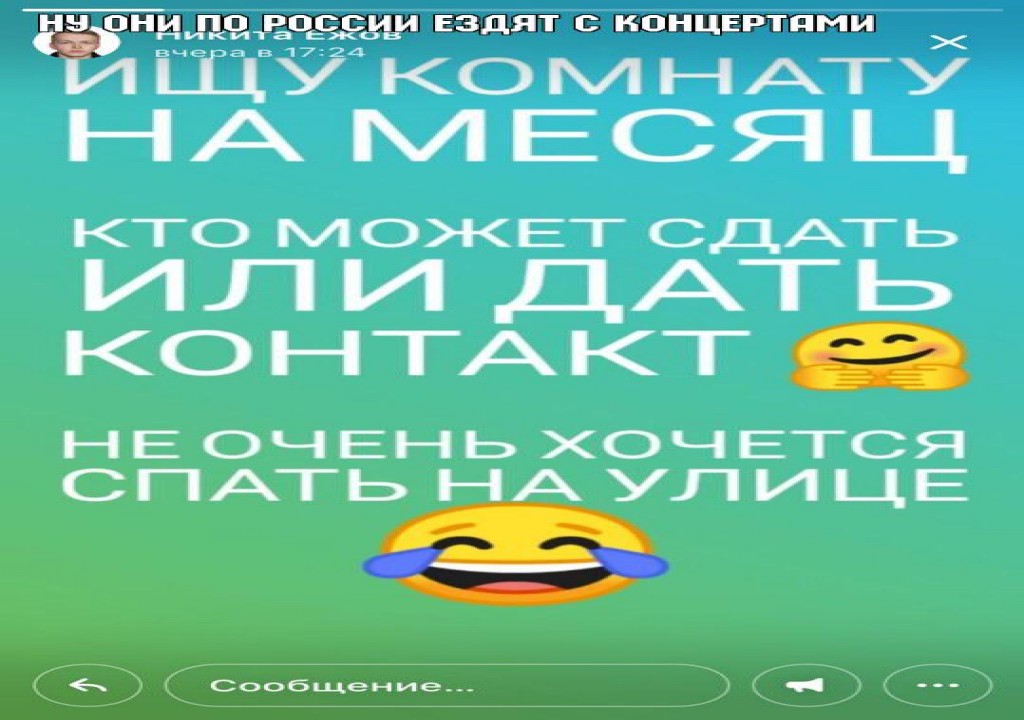 НУ ОНИ ПО РОССИИ ЕЗДЯТ С КОНЦЕРТАМИ
Никита Ежов
вчера в 17:24
ИЩУ КОМНАТУ
НА МЕСЯЦ
КТО МОЖЕТ СДАТЬ
ИЛИ ДАТЬ
КОНТАКТ
НЕ ОЧЕНЬ ХОЧЕТСЯ
СПАТЬ НА УЛИЦЕ
Сообщение...